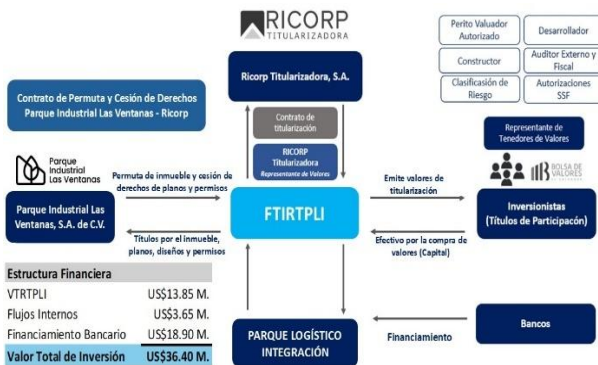 RICORP
TITULARIZADORA
Ricorp Titularizadora, S.A.
Contrato de
titularización
RICORP
Titularizadora
Representante de Valores
FTIRTPLI
Perito Valuador
Autorizado
Desarrollador
Constructor
Auditor Externo y
Fiscal
Clasificasión de
Riesgo
Autorizaciones
SSF
Contrato de Permuta y Cesión de Derechos
Parque Industrial Las Ventanas - Ricorp
Parque
Industrial
Las Ventanas
Parque Industrial Las
Ventanas, S.A. de C.V.
Permuta de inmueble y cesión de
derechos de planos y permisos
Títulos por el inmueble,
planos, diseños y permisos
Emite valores de
titularización
Efectivo por la compra de
valores (Capital)
Representante de
Tenedores de Valores
BOLSA DE
VALORES
Inversionistas
(Títulos de Participacón)
Estructura Financiera
VTRTPLI US$13.85 M.
Flujos Internos US$3.65 M.
Financiamiento Bancario US$18.90 M.
Valor Total de Inversión US$36.40 M.
PARQUE LOGÍSTICO
INTEGRACIÓN
Financiamiento
Bancos